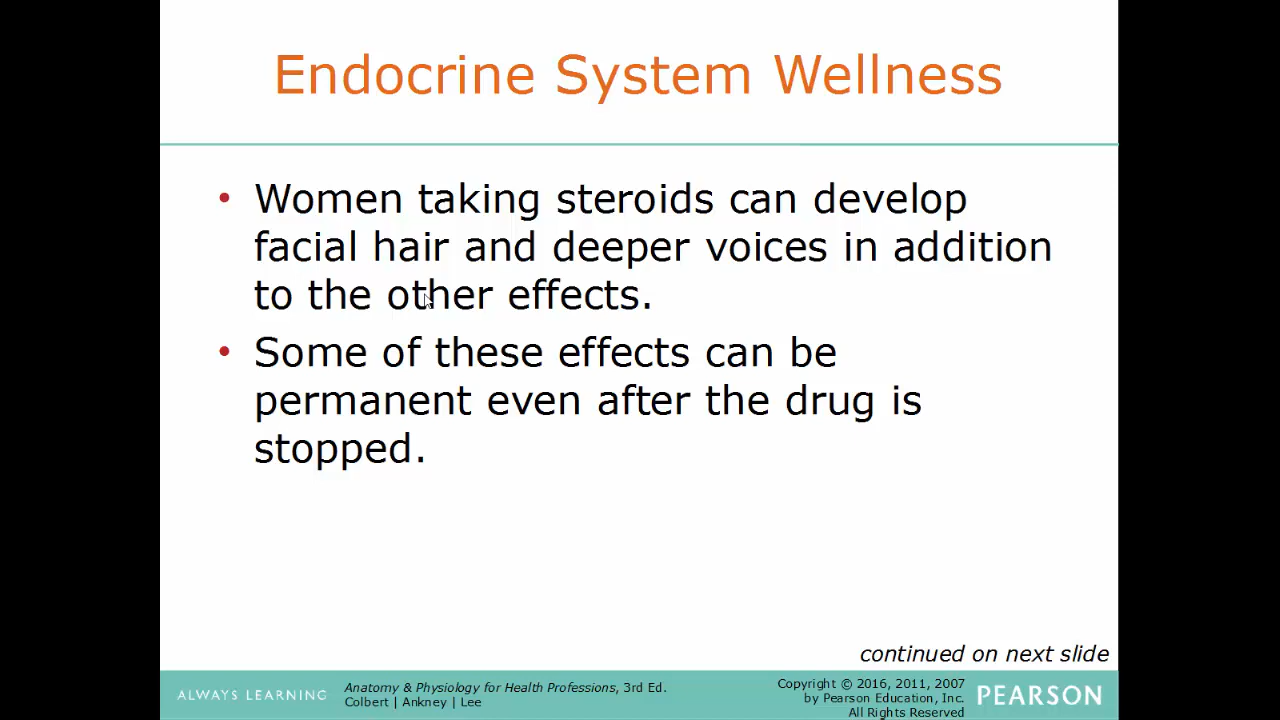 Endocrine System Wellness
• Women taking steroids can develop
facial hair and deeper voices in addition
to the other effects.
• Some of these effects can be
permanent even after the drug is
stopped.
continued on next slide
ALWAYS LEARNING
Anatomy & Physiology for Health Professions, 3rd Ed.
Colbert | Ankney | Lee
Copyright © 2016, 2011, 2007
by Pearson Education, Inc.
All Rights Reserved
PEARSON